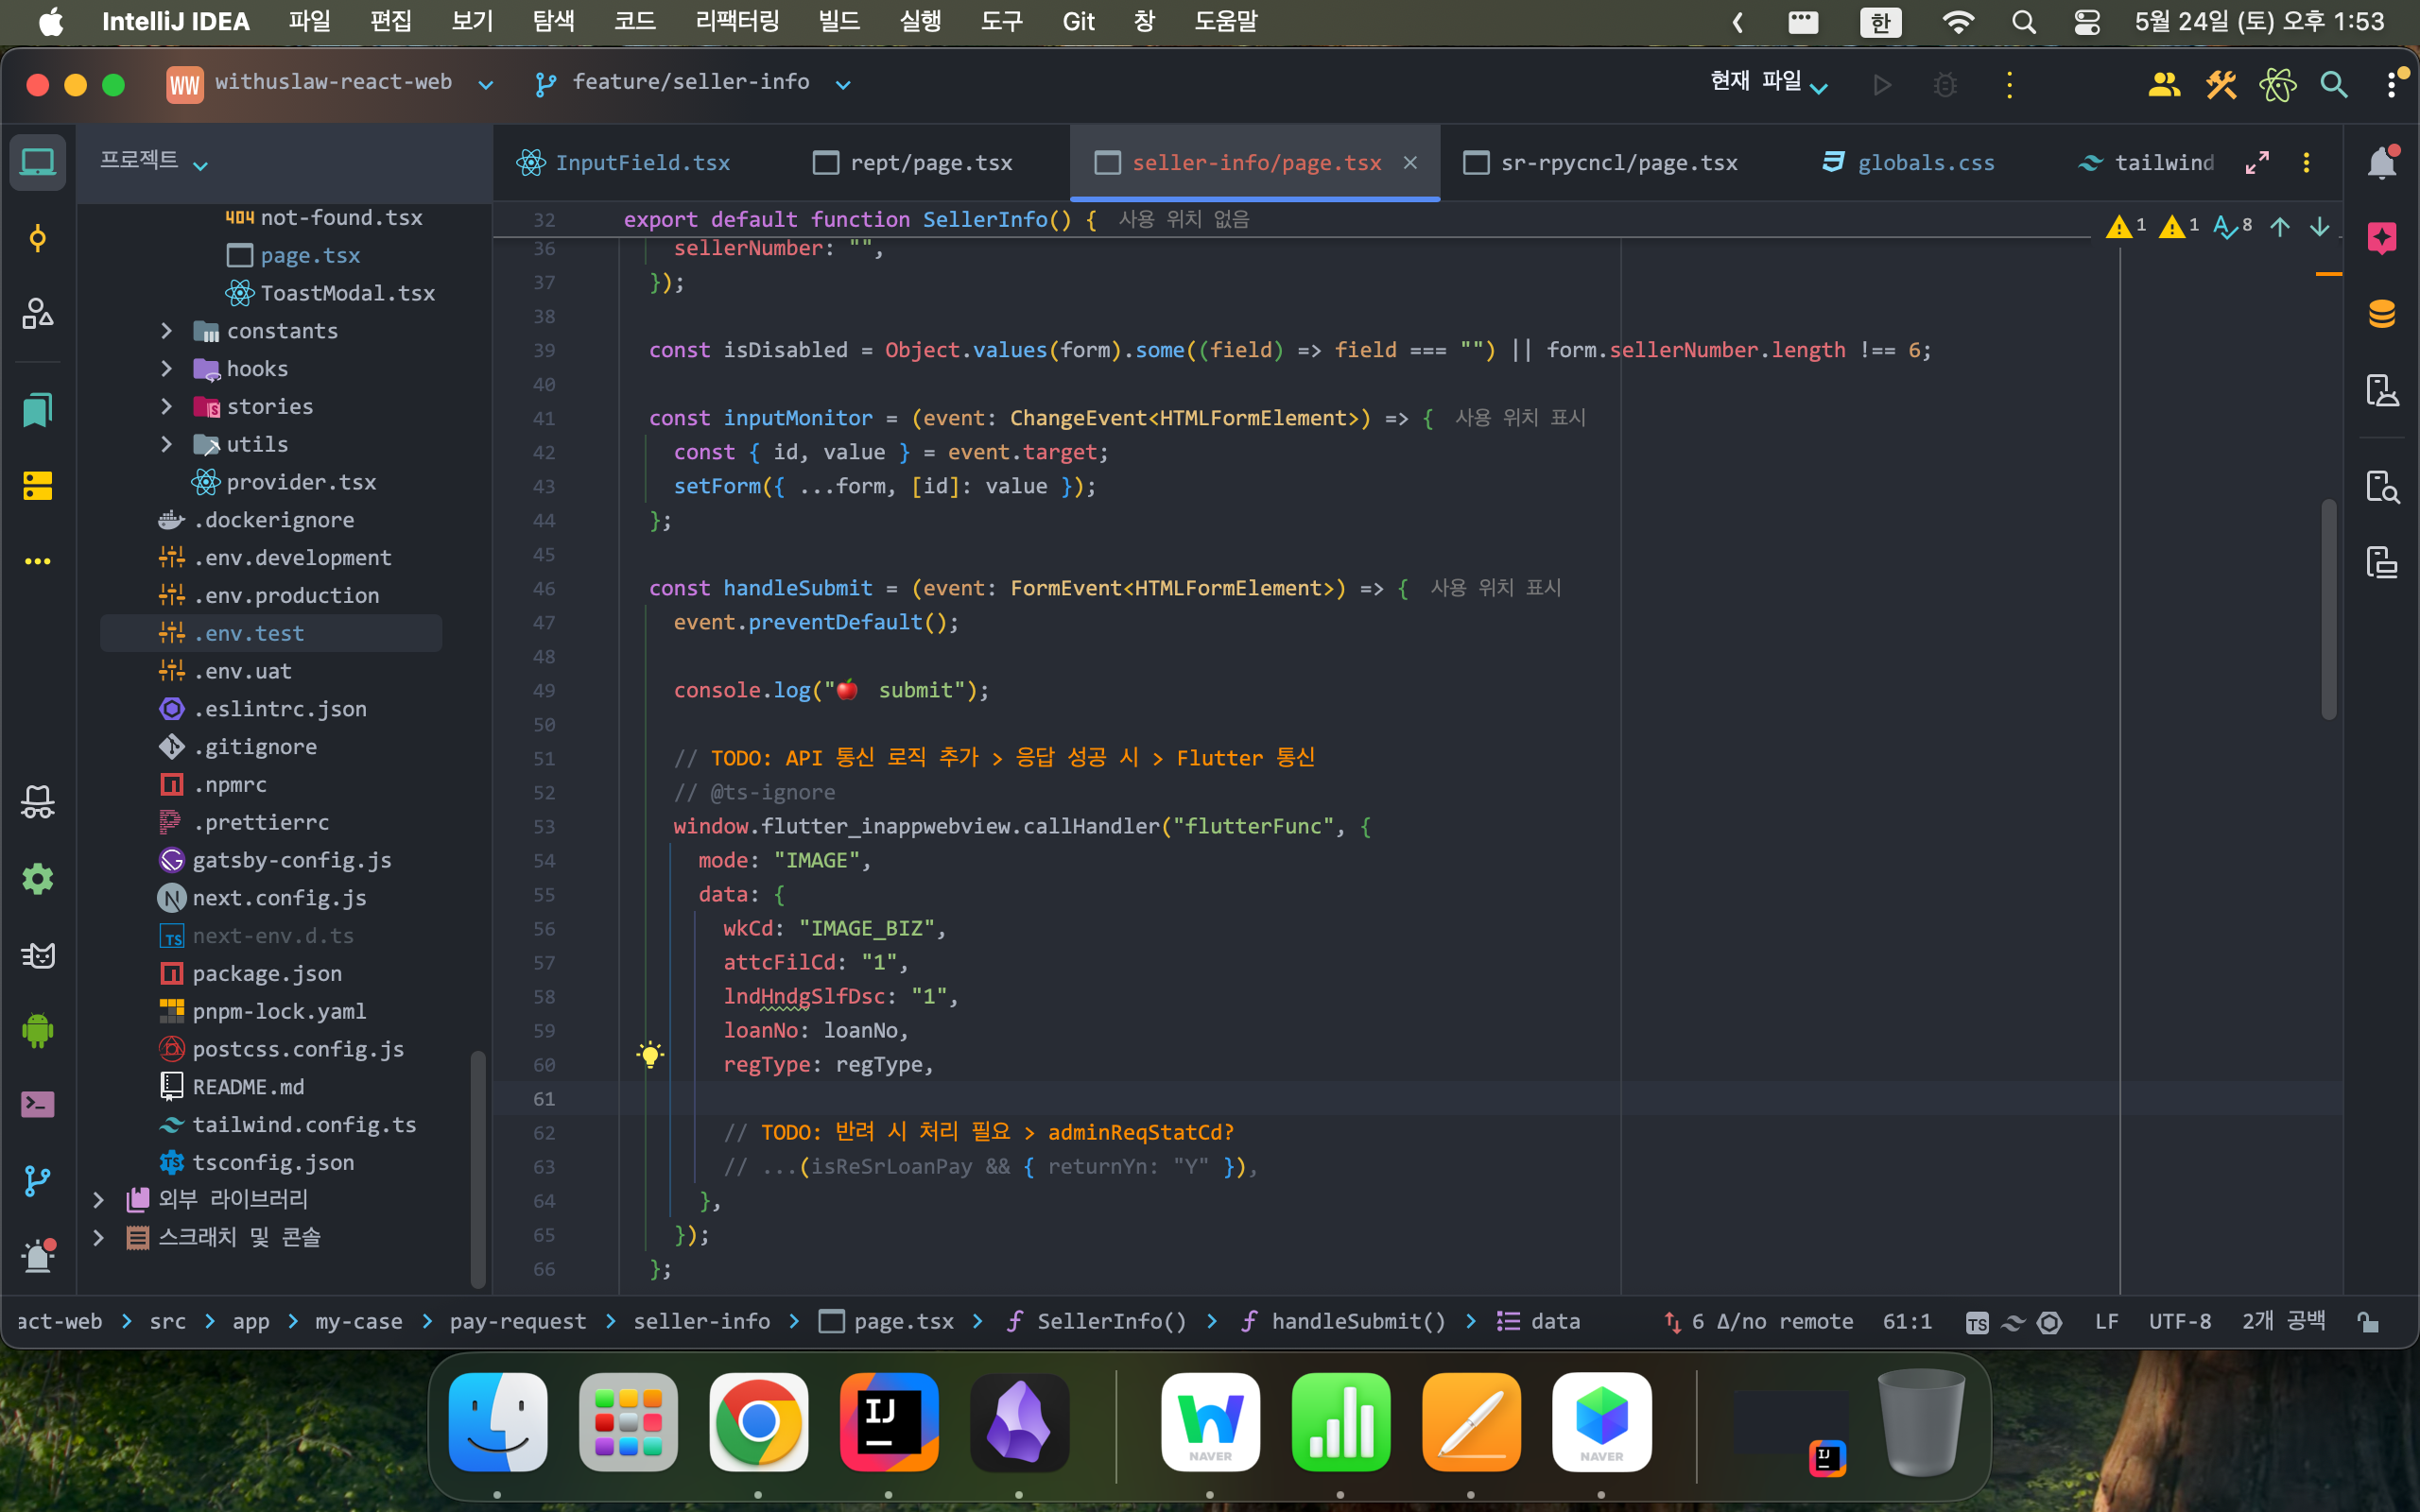 IntelliJ IDEA 파일 편집 보기 탐색 코드 리팩터링 빌드 실행 도구 Git 창 도움말 한 5월 24일 (토) 오후 1:53
WW withuslaw-react-web feature/seller-info 현재 파일
프로젝트
InputField.tsx rept/page.tsx seller-info/page.tsx sr-rpycncl/page.tsx globals.css tailwind
404 not-found.tsx
page.tsx
ToastModal.tsx
constants
hooks
stories
utils
provider.tsx
.dockerignore
.env.development
.env.production
.env.test
.env.uat
.eslintrc.json
.gitignore
.npmrc
.prettierrc
gatsby-config.js
next.config.js
TS next-env.d.ts
package.json
pnpm-lock.yaml
postcss.config.js
README.md
tailwind.config.ts
TS tsconfig.json
외부 라이브러리
스크래치 및 콘솔
32 export default function SellerInfo() { 사용 위치 없음
1 1 8
36 sellerNumber: "",
37 });
38
39 const isDisabled = Object.values(form).some((field) => field === "") || form.sellerNumber.length !== 6;
40
41 const inputMonitor = (event: ChangeEvent<HTMLFormElement>) => { 사용 위치 표시
42 const { id, value } = event.target;
43 setForm({ ...form, [id]: value });
44 };
45
46 const handleSubmit = (event: FormEvent<HTMLFormElement>) => { 사용 위치 표시
47 event.preventDefault();
48
49 console.log("🍎 submit");
50
51 // TODO: API 통신 로직 추가 > 응답 성공 시 > Flutter 통신
52 // @ts-ignore
53 window.flutter_inappwebview.callHandler("flutterFunc", {
54 mode: "IMAGE",
55 data: {
56 wkCd: "IMAGE_BIZ",
57 attcFilCd: "1",
58 lndHndgSlfDsc: "1",
59 loanNo: loanNo,
60 regType: regType,
61
62 // TODO: 반려 시 처리 필요 > adminReqStatCd?
63 // ...(isReSrLoanPay && { returnYn: "Y" }),
64 },
65 });
66 };
act-web > src > app > my-case > pay-request > seller-info > page.tsx > SellerInfo() > handleSubmit() > data 6 Δ/no remote 61:1 TS LF UTF-8 2개 공백
IJ
NAVER
NAVER
IJ